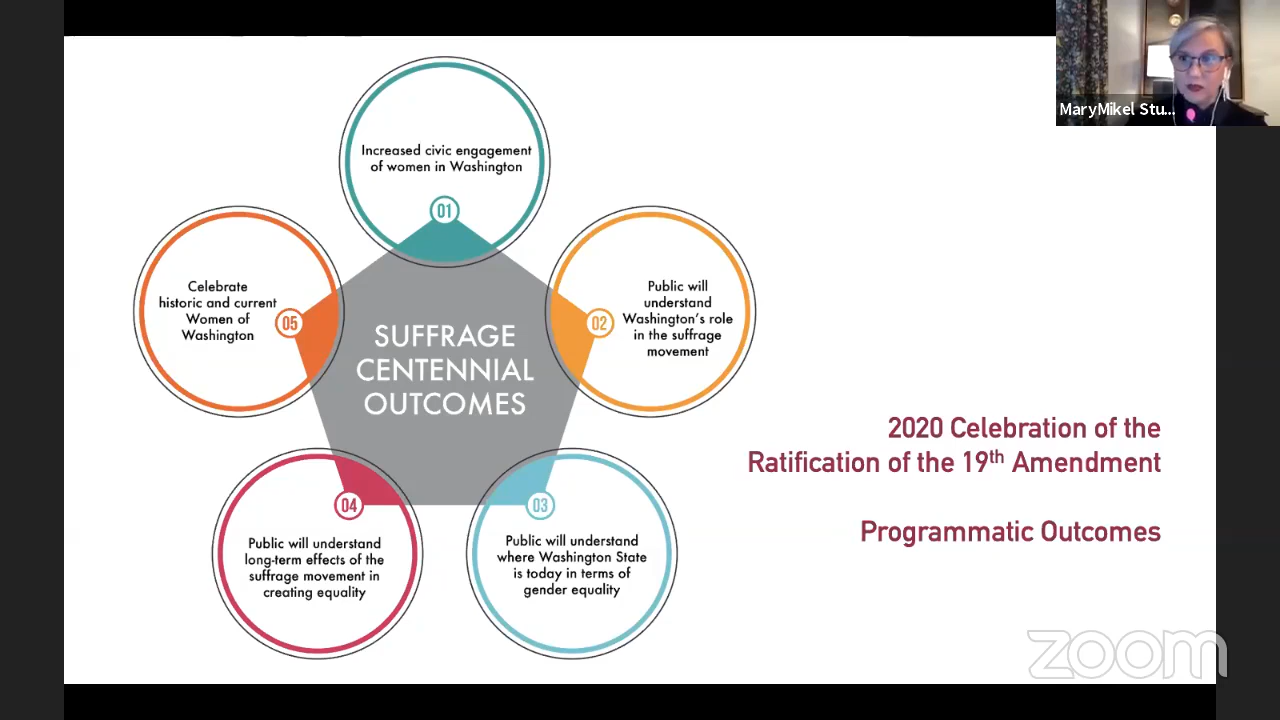 MaryMikel Stu...
Increased civic engagement
of women in Washington
01
Public will
understand
Washington's role
in the suffrage
movement
02
Public will understand
where Washington State
is today in terms of
gender equality
03
Public will understand
long-term effects of the
suffrage movement in
creating equality
04
Celebrate
historic and current
Women of
Washington
05
SUFFRAGE
CENTENNIAL
OUTCOMES
2020 Celebration of the
Ratification of the 19th Amendment
Programmatic Outcomes
zoom